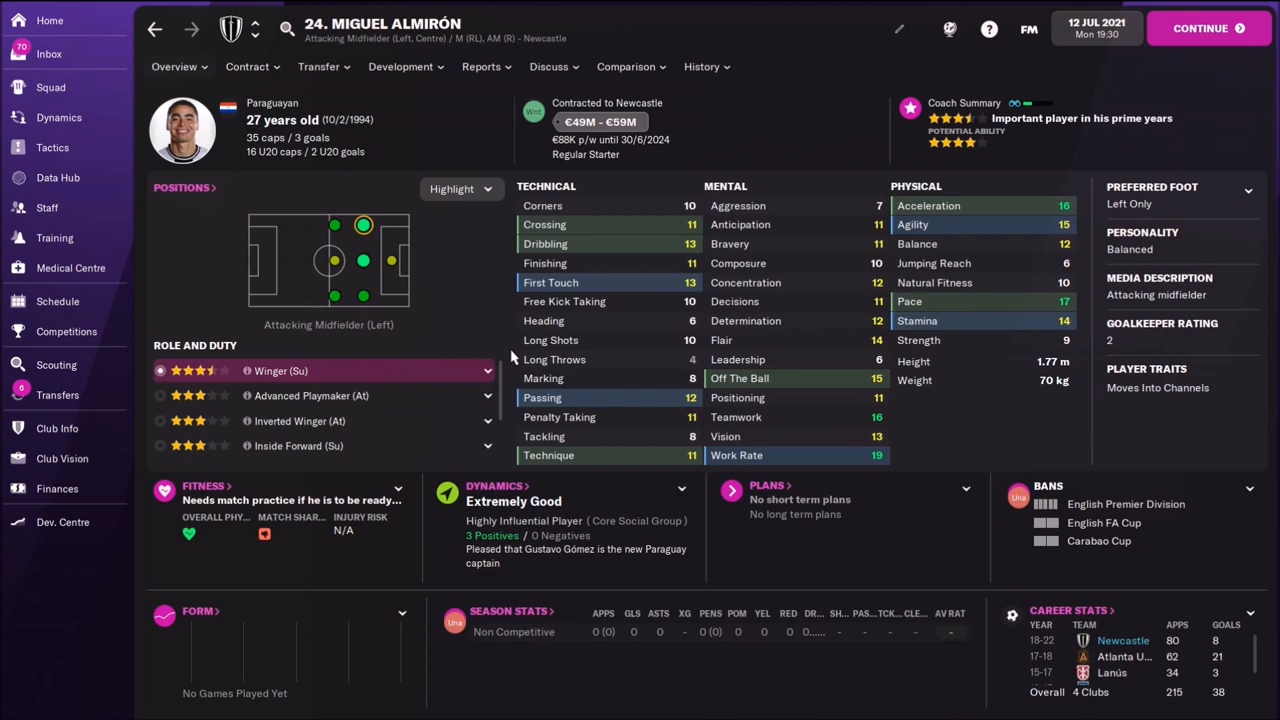 Home
70
Inbox
Squad
Dynamics
Tactics
Data Hub
Staff
Training
Medical Centre
Schedule
Competitions
Scouting
6
Transfers
Club Info
Club Vision
Finances
Dev. Centre
24. MIGUEL ALMIRÓN
Attacking Midfielder (Left, Centre) / M (RL), AM (R) - Newcastle
?
FM
12 JUL 2021
Mon 19:30
CONTINUE
Overview
Contract
Transfer
Development
Reports
Discuss
Comparison
History
Paraguayan
27 years old (10/2/1994)
35 caps / 3 goals
16 U20 caps / 2 U20 goals
Wnt
Contracted to Newcastle
€49M - €59M
€88K p/w until 30/6/2024
Regular Starter
Coach Summary
Important player in his prime years
POTENTIAL ABILITY
POSITIONS>
Highlight
Attacking Midfielder (Left)
ROLE AND DUTY
Winger (Su)
Advanced Playmaker (At)
Inverted Winger (At)
Inside Forward (Su)
TECHNICAL
Corners 10
Crossing 11
Dribbling 13
Finishing 11
First Touch 13
Free Kick Taking 10
Heading 6
Long Shots 10
Long Throws 4
Marking 8
Passing 12
Penalty Taking 11
Tackling 8
Technique 11
MENTAL
Aggression 7
Anticipation 11
Bravery 11
Composure 10
Concentration 12
Decisions 11
Determination 12
Flair 14
Leadership 6
Off The Ball 15
Positioning 11
Teamwork 16
Vision 13
Work Rate 19
PHYSICAL
Acceleration 16
Agility 15
Balance 12
Jumping Reach 6
Natural Fitness 10
Pace 17
Stamina 14
Strength 9
Height 1.77 m
Weight 70 kg
PREFERRED FOOT
Left Only
PERSONALITY
Balanced
MEDIA DESCRIPTION
Attacking midfielder
GOALKEEPER RATING
2
PLAYER TRAITS
Moves Into Channels
FITNESS>
Needs match practice if he is to be ready...
OVERALL PHY... MATCH SHAR... INJURY RISK
N/A
DYNAMICS>
Extremely Good
Highly Influential Player ( Core Social Group )
3 Positives / 0 Negatives
Pleased that Gustavo Gómez is the new Paraguay
captain
PLANS>
No short term plans
No long term plans
Una
BANS
English Premier Division
English FA Cup
Carabao Cup
FORM>
No Games Played Yet
Una
SEASON STATS> APPS GLS ASTS XG PENS POM YEL RED DR... SH... PAS... TCK... CLE... AV RAT
Non Competitive 0 (0) 0 0 - 0 (0) 0 0 0 0...... - - - - -
CAREER STATS>
YEAR TEAM APPS GOALS
18-22 Newcastle 80 8
17-18 Atlanta U... 62 21
15-17 Lanús 34 3
Overall 4 Clubs 215 38